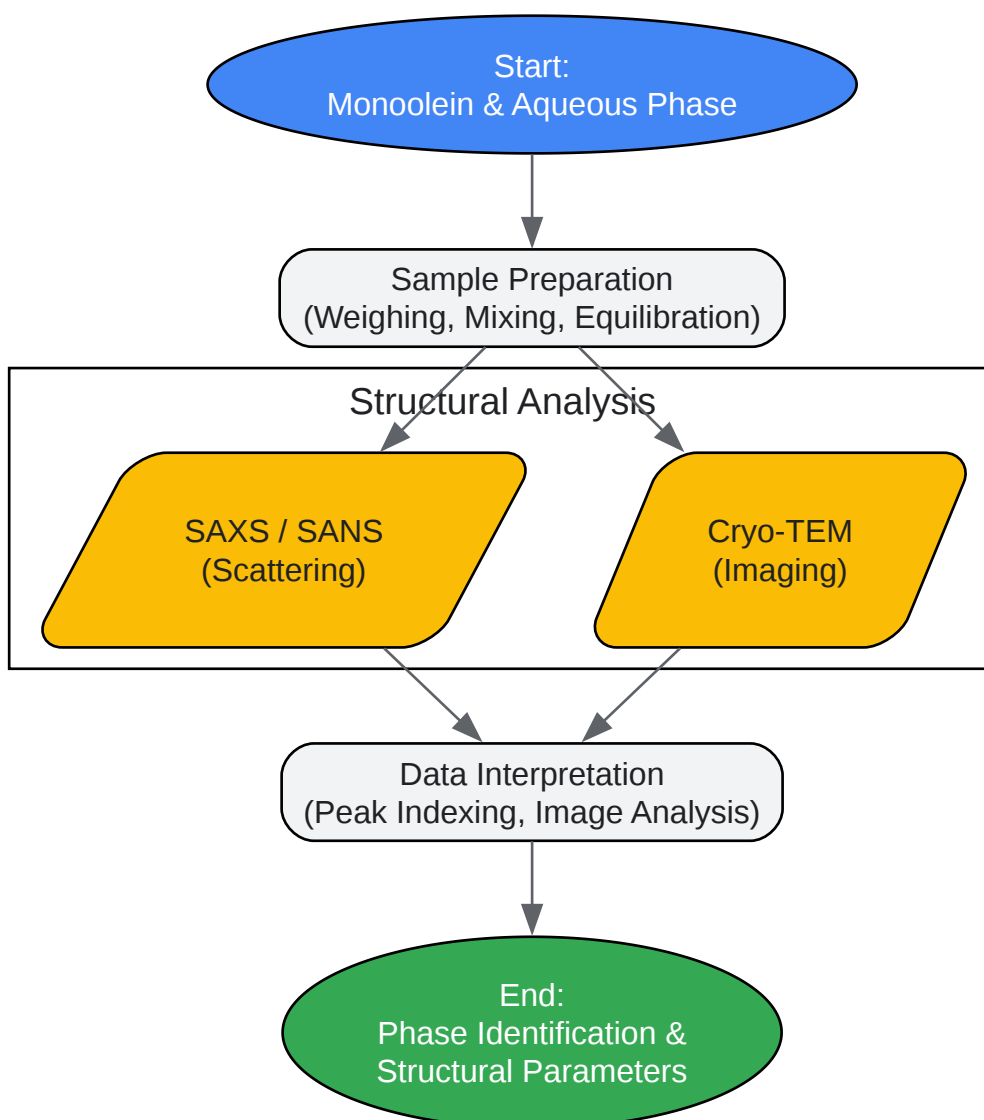 Start:
Monoolein & Aqueous Phase
Sample Preparation
(Weighing, Mixing, Equilibration)
Structural Analysis
SAXS / SANS
(Scattering)
Cryo-TEM
(Imaging)
Data Interpretation
(Peak Indexing, Image Analysis)
End:
Phase Identification &
Structural Parameters